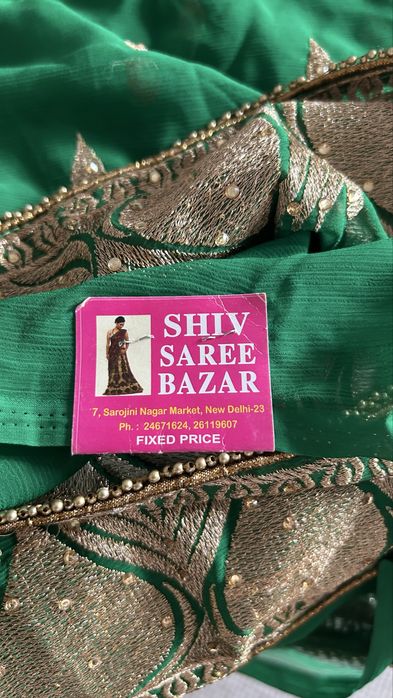 SHIV
SAREE
BAZAR
7, Sarojini Nagar Market, New Delhi-23
Ph. : 24671624, 26119607
FIXED PRICE